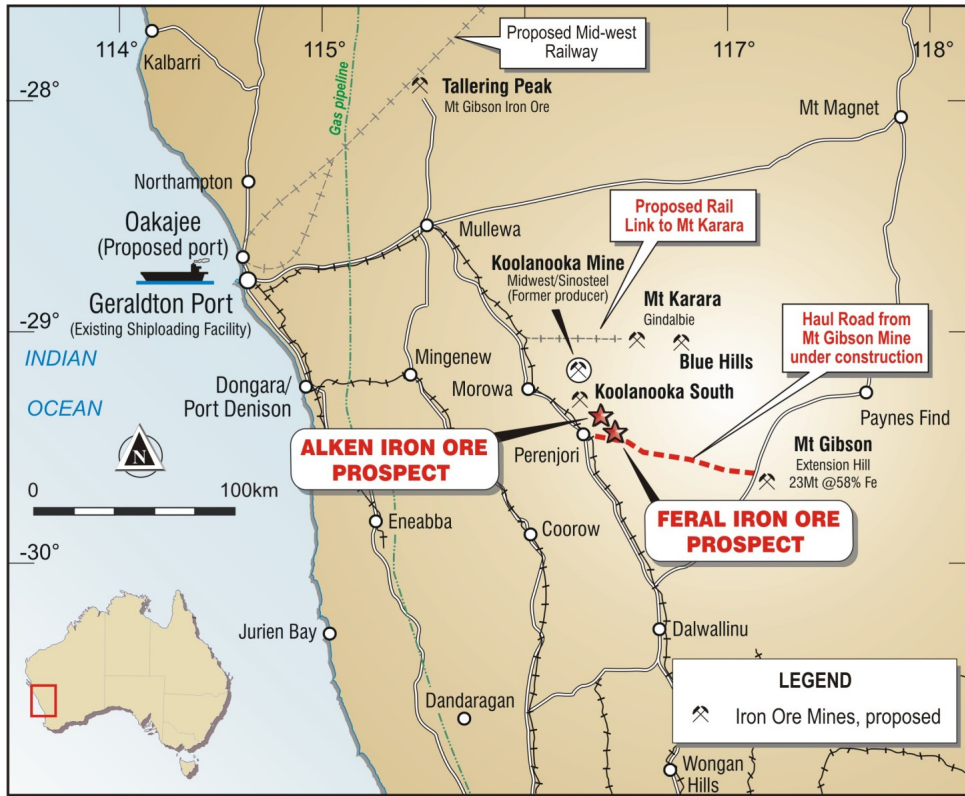 114°
115°
117°
118°
Kalbarri
Proposed Mid-west
Railway
-28°
Gas pipeline
Tallering Peak
Mt Gibson Iron Ore
Mt Magnet
Northampton
Oakajee
(Proposed port)
Mullewa
Proposed Rail
Link to Mt Karara
Geraldton Port
(Existing Shiploading Facility)
Koolanooka Mine
Midwest/Sinosteel
(Former producer)
Mt Karara
Gindalbie
Blue Hills
Haul Road from
Mt Gibson Mine
under construction
-29°
INDIAN
OCEAN
Dongara/
Port Denison
Mingenew
Morowa
Koolanooka South
Paynes Find
ALKEN IRON ORE
PROSPECT
Perenjori
Mt Gibson
Extension Hill
23Mt @58% Fe
N
0
100km
Eneabba
Coorow
FERAL IRON ORE
PROSPECT
-30°
Jurien Bay
Dalwallinu
Dandaragan
LEGEND
Iron Ore Mines, proposed
Wongan
Hills